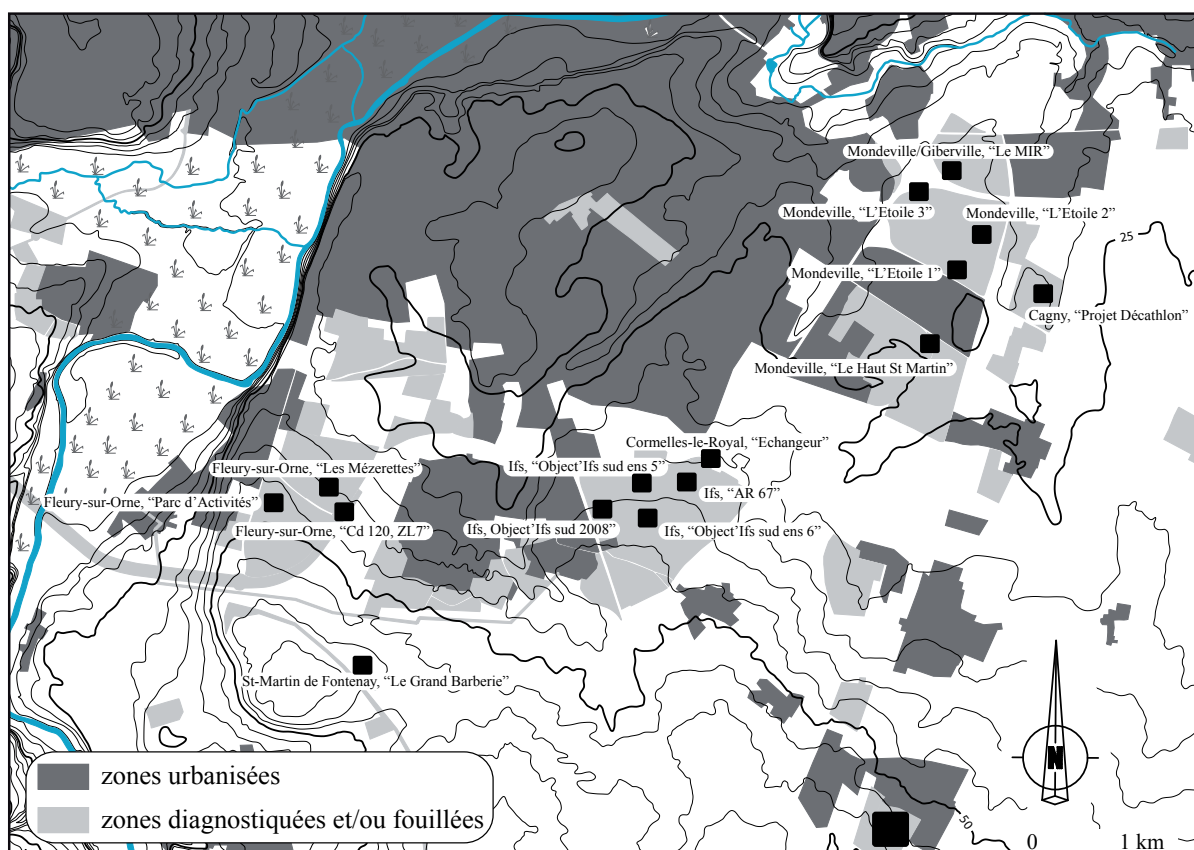 Mondeville/Giberville, “Le MIR”
Mondeville, “L’Etoile 3”
Mondeville, “L’Etoile 2”
25
Mondeville, “L’Etoile 1”
Cagny, “Projet Décathlon”
Mondeville, “Le Haut St Martin”
Cormelles-le-Royal, “Echangeur”
Fleury-sur-Orne, “Les Mézerettes”
Ifs, “Object’Ifs sud ens 5”
Ifs, “AR 67”
Fleury-sur-Orne, “Parc d’Activités”
Fleury-sur-Orne, “Cd 120, ZL7”
Ifs, Object’Ifs sud 2008”
Ifs, “Object’Ifs sud ens 6”
St-Martin de Fontenay, “Le Grand Barberie”
N
zones urbanisées
zones diagnostiquées et/ou fouillées
50
0 1 km